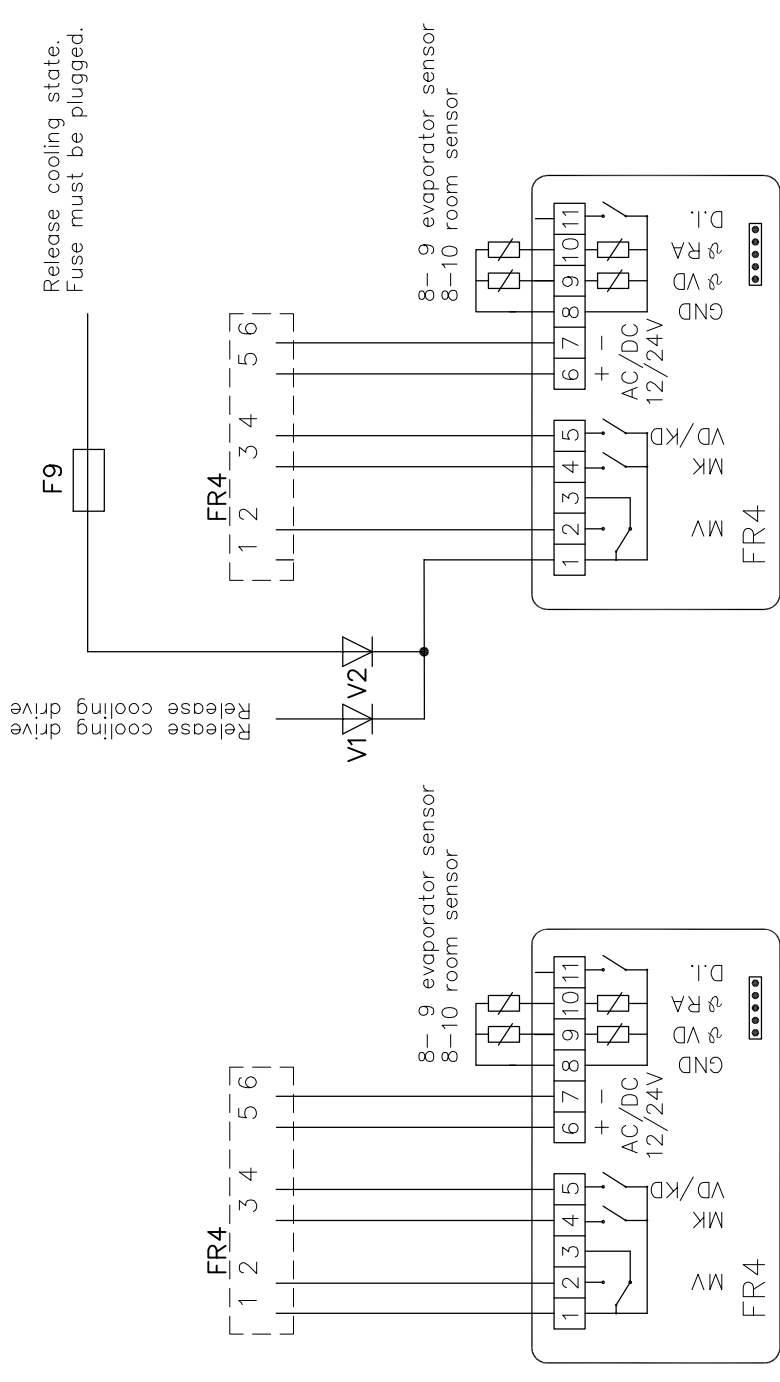 Release cooling state.
Fuse must be plugged.
F9
Release cooling drive
Release cooling drive
V1
V2
FR4
1 2 3 4 5 6
8- 9 evaporator sensor
8-10 room sensor
1 2 3 4 5 6 7 8 9 10 11
MV
MK
VD/KD
+ -
AC/DC
12/24V
GND
ϑ VD
ϑ RA
D.I.
FR4
FR4
1 2 3 4 5 6
8- 9 evaporator sensor
8-10 room sensor
1 2 3 4 5 6 7 8 9 10 11
MV
MK
VD/KD
+ -
AC/DC
12/24V
GND
ϑ VD
ϑ RA
D.I.
FR4